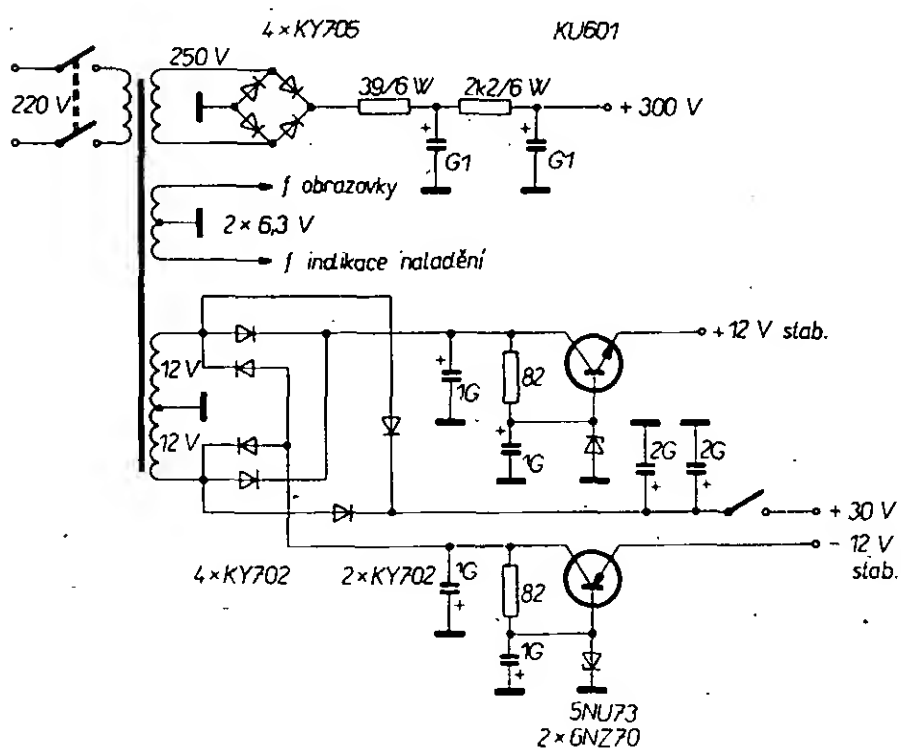 4×KY705 KU601
250 V
220 V
39/6 W 2k2/6 W
+ 300 V
+ G1 + G1
f obrazovky
2 × 6,3 V
f indikace naladění
+ 12 V stab.
12 V
+ 1G 82
12 V
+ 1G 2G + 2G +
+ 30 V
- 12 V
stab.
4×KY702 2×KY702 1G +
82
1G +
5NU73
2× 6NZ70